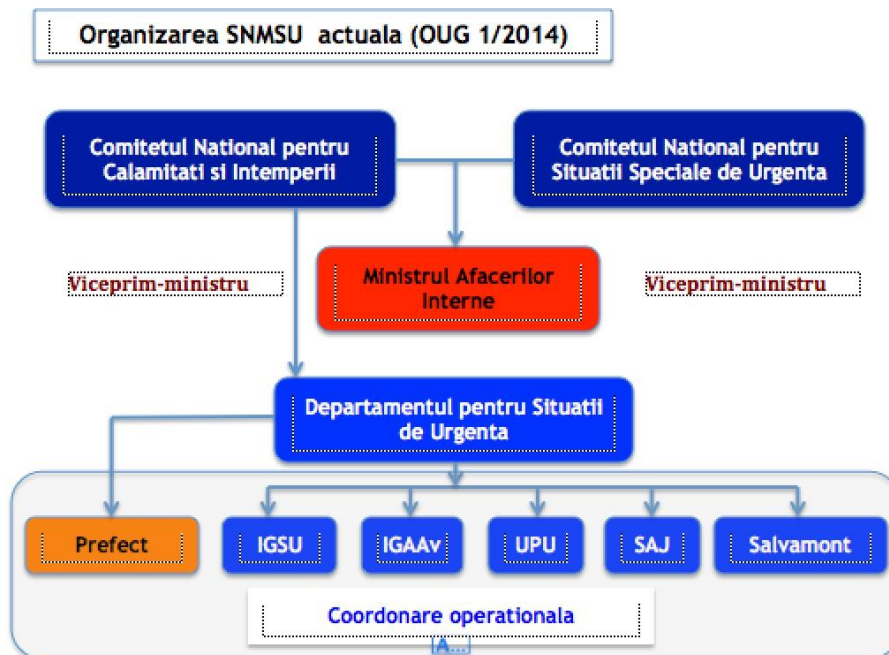 Organizarea SNMSU actuala (OUG 1/2014)
Comitetul National pentru
Calamitati si Intemperii
Comitetul National pentru
Situatii Speciale de Urgenta
Viceprim-ministru
Ministrul Afacerilor
Interne
Viceprim-ministru
Departamentul pentru Situatii
de Urgenta
Prefect
IGSU
IGAAv
UPU
SAJ
Salvamont
Coordonare operationala
A...